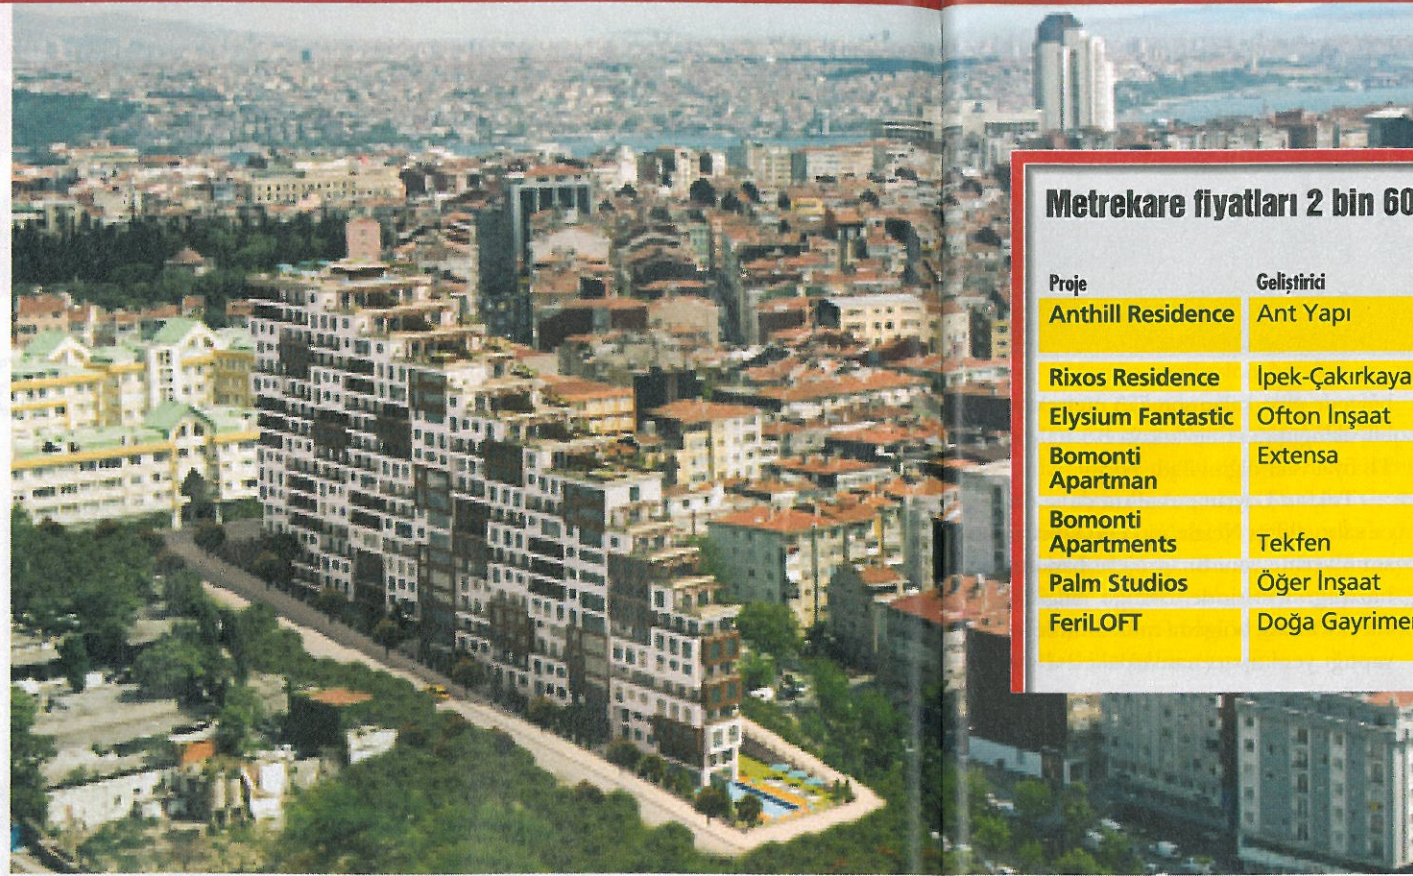 Metrekare fiyatları 2 bin 60
Proje Geliştirici
Anthill Residence Ant Yapı
Rixos Residence İpek-Çakırkaya
Elysium Fantastic Ofton İnşaat
Bomonti Extensa
Apartman
Bomonti
Apartments Tekfen
Palm Studios Öğer İnşaat
FeriLOFT Doğa Gayrimen